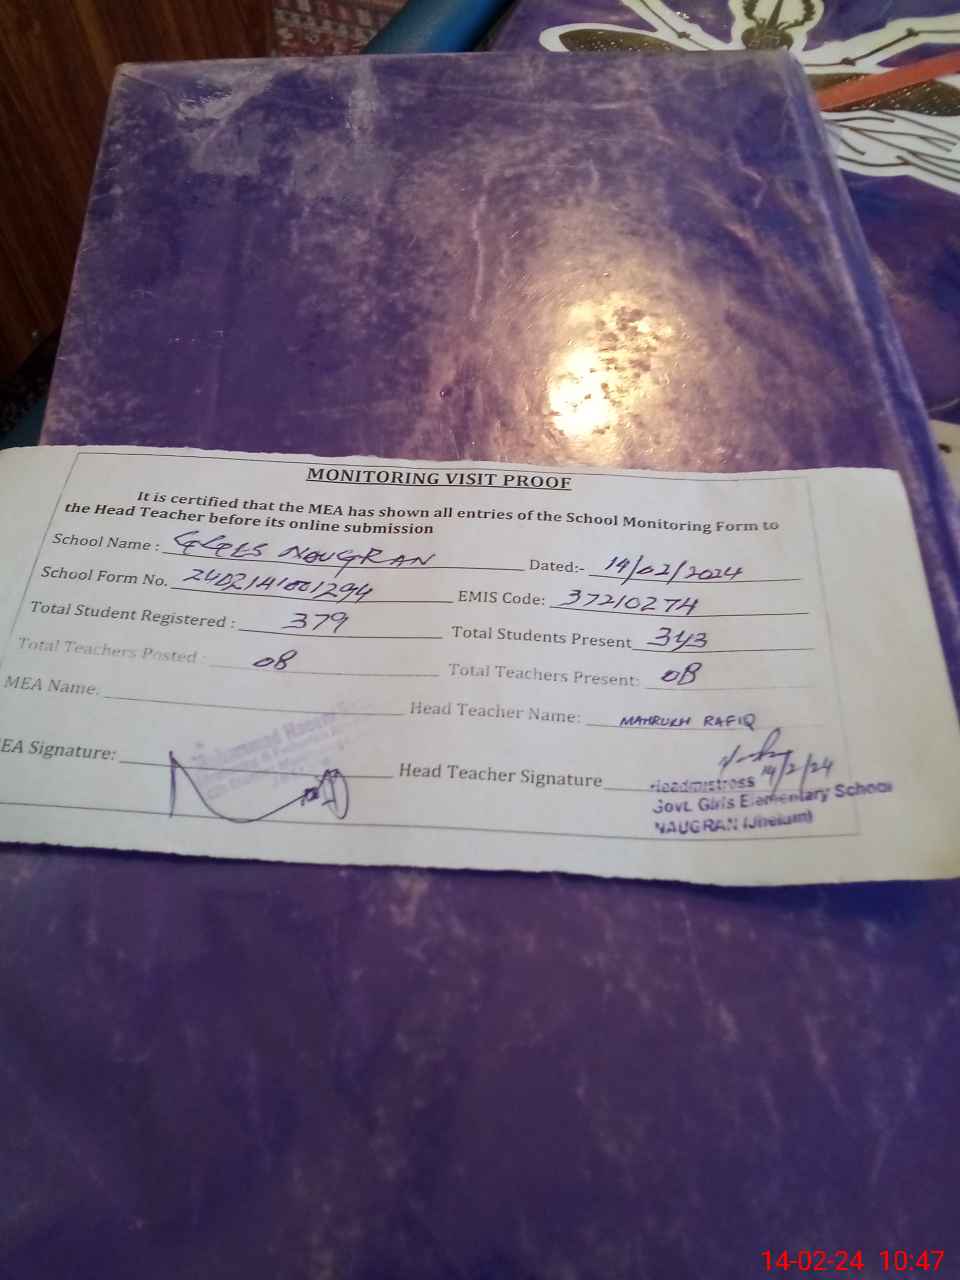 MONITORING VISIT PROOF
It is certified that the MEA has shown all entries of the School Monitoring Form to
the Head Teacher before its online submission
School Name : GGES NOUGRAN Dated:- 14/02/2024
School Form No. 2402141001294 EMIS Code: 37210274
Total Student Registered : 379 Total Students Present 343
Total Teachers Posted : 08 Total Teachers Present: 08
MEA Name: Head Teacher Name: MAHRUKH RAFIQ
EA Signature: Head Teacher Signature
14/2/24
Headmistress
Govt. Girls Elementary School
NAUGRAN (Jhelum)
14-02-24 10:47